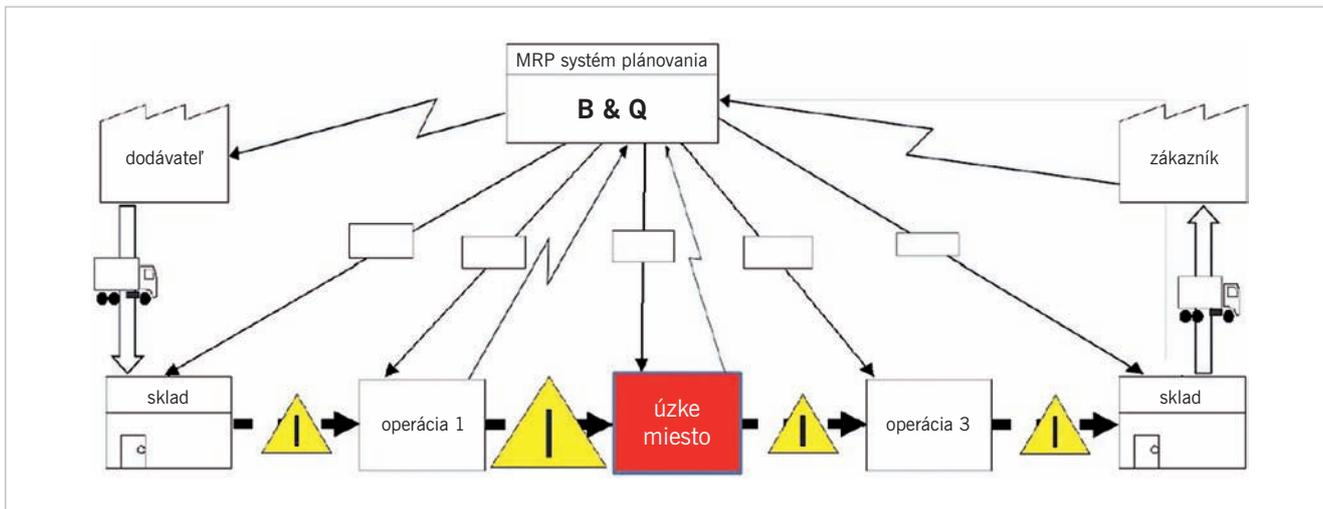 MRP systém plánovania
B & Q
dodávateľ
zákazník
sklad
operácia 1
úzke
miesto
operácia 3
sklad
I
I
I
I